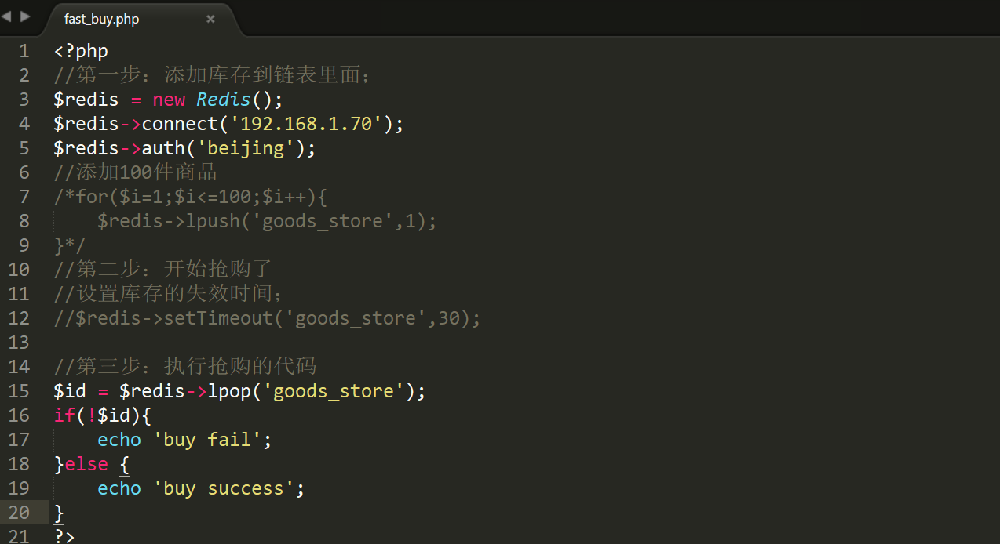 fast_buy.php ×
1 <?php
2 //第一步：添加库存到链表里面；
3 $redis = new Redis();
4 $redis->connect('192.168.1.70');
5 $redis->auth('beijing');
6 //添加100件商品
7 /*for($i=1;$i<=100;$i++){
8     $redis->lpush('goods_store',1);
9 }*/
10 //第二步：开始抢购了
11 //设置库存的失效时间；
12 //$redis->setTimeout('goods_store',30);
13
14 //第三步：执行抢购的代码
15 $id = $redis->lpop('goods_store');
16 if(!$id){
17     echo 'buy fail';
18 }else {
19     echo 'buy success';
20 }
21 ?>